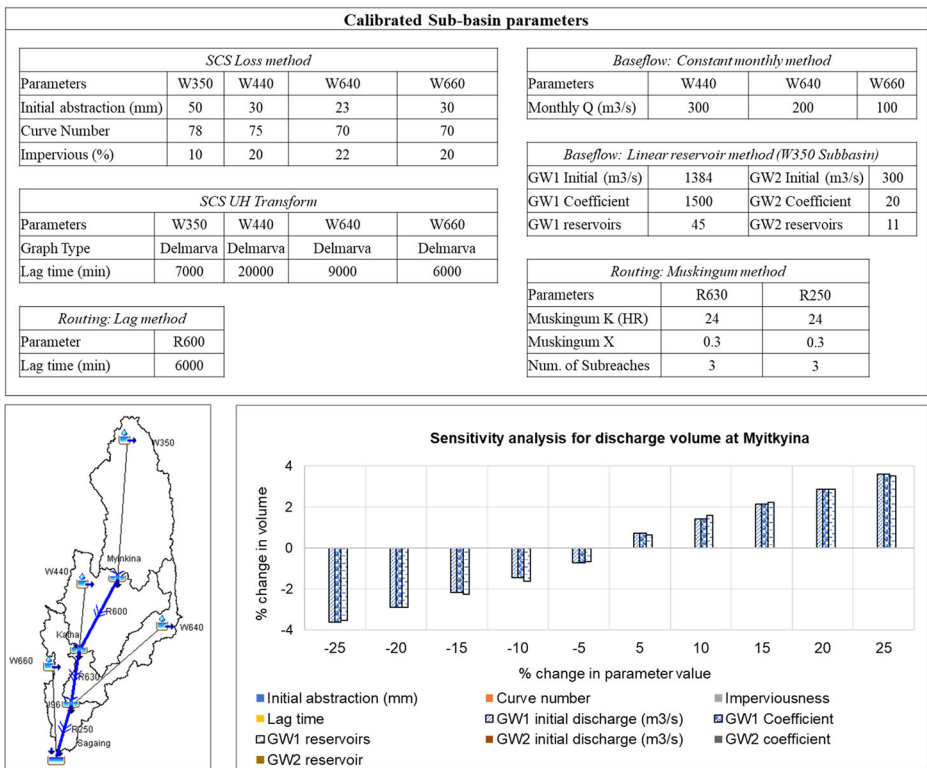 Calibrated Sub-basin parameters
SCS Loss method
Parameters W350 W440 W640 W660
Initial abstraction (mm) 50 30 23 30
Curve Number 78 75 70 70
Impervious (%) 10 20 22 20
SCS UH Transform
Parameters W350 W440 W640 W660
Graph Type Delmarva Delmarva Delmarva Delmarva
Lag time (min) 7000 20000 9000 6000
Routing: Lag method
Parameter R600
Lag time (min) 6000
Baseflow: Constant monthly method
Parameters W440 W640 W660
Monthly Q (m3/s) 300 200 100
Baseflow: Linear reservoir method (W350 Subbasin)
GW1 Initial (m3/s) 1384 GW2 Initial (m3/s) 300
GW1 Coefficient 1500 GW2 Coefficient 20
GW1 reservoirs 45 GW2 reservoirs 11
Routing: Muskingum method
Parameters R630 R250
Muskingum K (HR) 24 24
Muskingum X 0.3 0.3
Num. of Subreaches 3 3
W350
Myinkina
W440
R600
W640
Katha
W660
R630
R250
Sagaing
Sensitivity analysis for discharge volume at Myitkyina
% change in volume
4
2
0
-2
-4
-25 -20 -15 -10 -5 5 10 15 20 25
% change in parameter value
Initial abstraction (mm) Curve number Imperviousness
Lag time GW1 initial discharge (m3/s) GW1 Coefficient
GW1 reservoirs GW2 initial discharge (m3/s) GW2 coefficient
GW2 reservoir